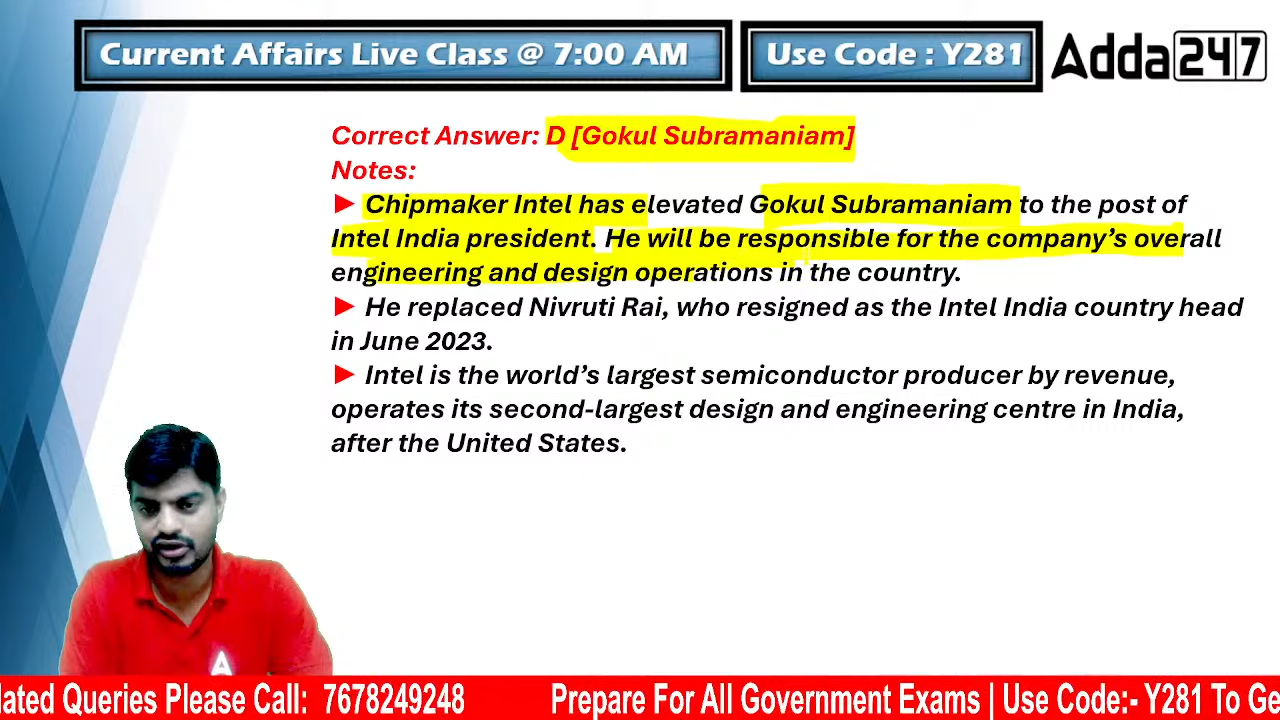 Current Affairs Live Class @ 7:00 AM
Use Code : Y281
Adda247
Correct Answer: D [Gokul Subramaniam]
Notes:
► Chipmaker Intel has elevated Gokul Subramaniam to the post of
Intel India president. He will be responsible for the company’s overall
engineering and design operations in the country.
► He replaced Nivruti Rai, who resigned as the Intel India country head
in June 2023.
► Intel is the world’s largest semiconductor producer by revenue,
operates its second-largest design and engineering centre in India,
after the United States.
lated Queries Please Call: 7678249248 Prepare For All Government Exams | Use Code:- Y281 To Ge